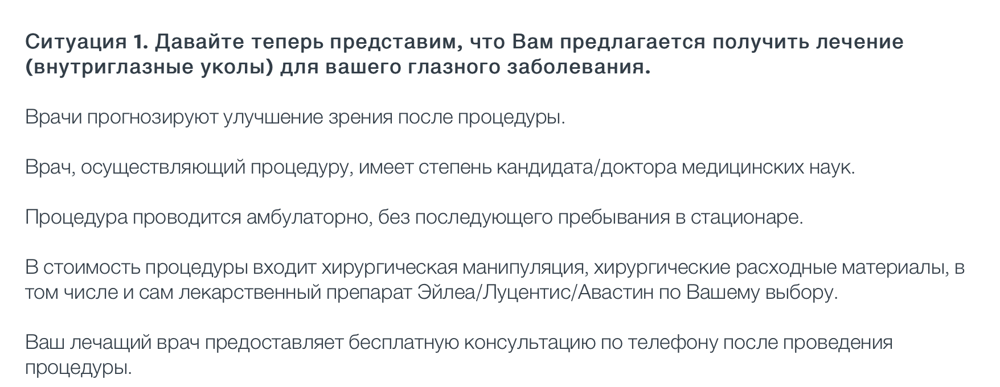 Ситуация 1. Давайте теперь представим, что Вам предлагается получить лечение
(внутриглазные уколы) для вашего глазного заболевания.
Врачи прогнозируют улучшение зрения после процедуры.
Врач, осуществляющий процедуру, имеет степень кандидата/доктора медицинских наук.
Процедура проводится амбулаторно, без последующего пребывания в стационаре.
В стоимость процедуры входит хирургическая манипуляция, хирургические расходные материалы, в
том числе и сам лекарственный препарат Эйлеа/Луцентис/Авастин по Вашему выбору.
Ваш лечащий врач предоставляет бесплатную консультацию по телефону после проведения
процедуры.